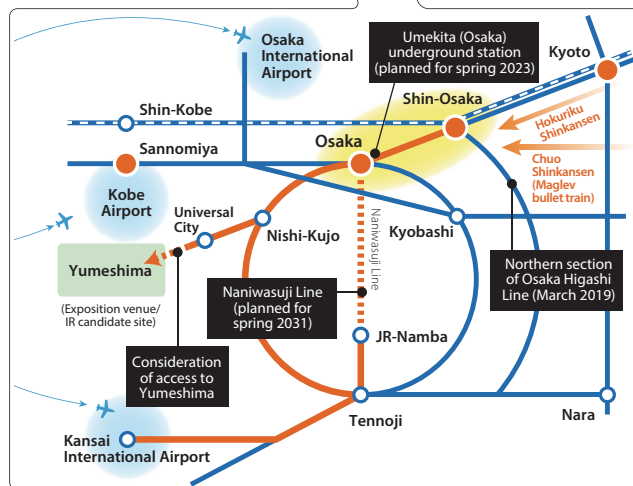 Osaka
International
Airport
Umekita (Osaka)
underground station
(planned for spring 2023)
Kyoto
Shin-Kobe
Shin-Osaka
Hokuriku
Shinkansen
Sannomiya
Osaka
Chuo
Shinkansen
(Maglev
bullet train)
Kobe
Airport
Universal
City
Nishi-Kujo
Naniwasuji Line
Kyobashi
Yumeshima
(Exposition venue/
IR candidate site)
Naniwasuji Line
(planned for
spring 2031)
Northern section
of Osaka Higashi
Line (March 2019)
JR-Namba
Consideration
of access to
Yumeshima
Tennoji
Nara
Kansai
International Airport